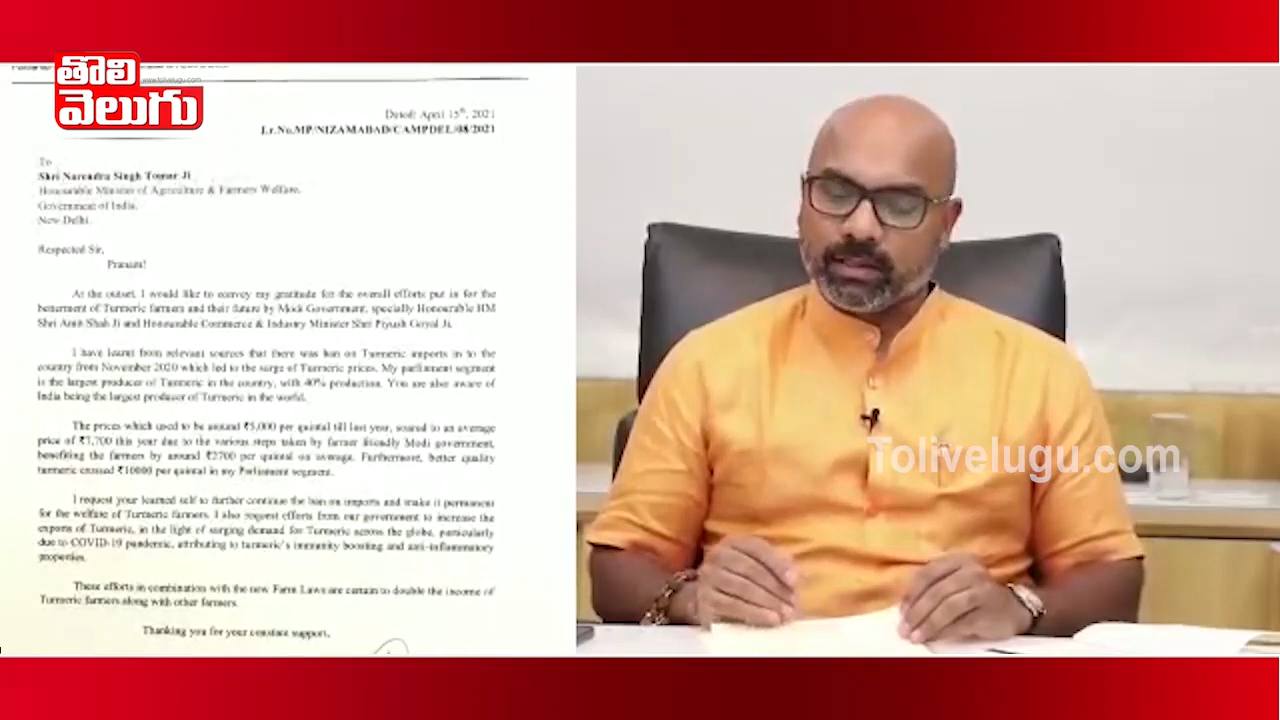 తొలి
వెలుగు
www.tolivelugu.com
Dated: April 15th, 2021
Lr.No.MP/NIZAMABAD/CAMPDEL/08/2021
To
Shri Narendra Singh Tomar Ji
Honourable Minister of Agriculture & Farmers Welfare,
Government of India,
New Delhi.
Respected Sir,
Pranam!
At the outset, I would like to convey my gratitude for the overall efforts put in for the
betterment of Turmeric farmers and their future by Modi Government, specially Honourable HM
Shri Amit Shah Ji and Honourable Commerce & Industry Minister Shri Piyush Goyal Ji.
I have learnt from relevant sources that there was ban on Turmeric imports in to the
country from November 2020 which led to the surge of Turmeric prices. My parliament segment
is the largest producer of Turmeric in the country, with 40% production. You are also aware of
India being the largest producer of Turmeric in the world.
The prices which used to be around ₹5,000 per quintal till last year, soared to an average
price of ₹7,700 this year due to the various steps taken by farmer friendly Modi government,
benefiting the farmers by around ₹2700 per quintal on average. Furthermore, better quality
turmeric crossed ₹10000 per quintal in my Parliament segment.
I request your learned self to further continue the ban on imports and make it permanent
for the welfare of Turmeric farmers. I also request efforts from our government to increase the
exports of Turmeric, in the light of surging demand for Turmeric across the globe, particularly
due to COVID-19 pandemic, attributing to turmeric's immunity boosting and anti-inflammatory
properties.
These efforts in combination with the new Farm Laws are certain to double the income of
Turmeric farmers along with other farmers.
Thanking you for your constant support,
Tolivelugu.com